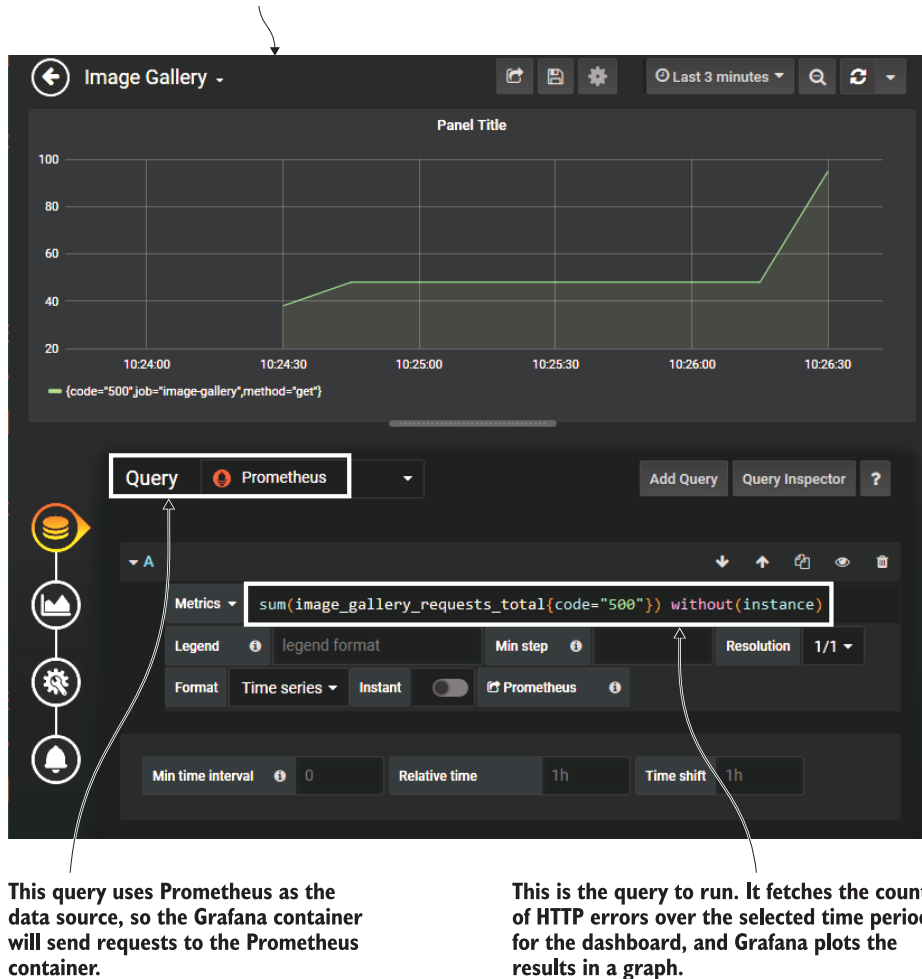 Image Gallery
Last 3 minutes
Panel Title
100
80
60
40
20
10:24:00 10:24:30 10:25:00 10:25:30 10:26:00 10:26:30
{code="500",job="image-gallery",method="get"}
Query Prometheus Add Query Query Inspector ?
A
Metrics sum(image_gallery_requests_total{code="500"}) without(instance)
Legend legend format Min step Resolution 1/1
Format Time series Instant Prometheus
Min time interval 0 Relative time 1h Time shift 1h
This query uses Prometheus as the
data source, so the Grafana container
will send requests to the Prometheus
container.
This is the query to run. It fetches the count
of HTTP errors over the selected time period
for the dashboard, and Grafana plots the
results in a graph.